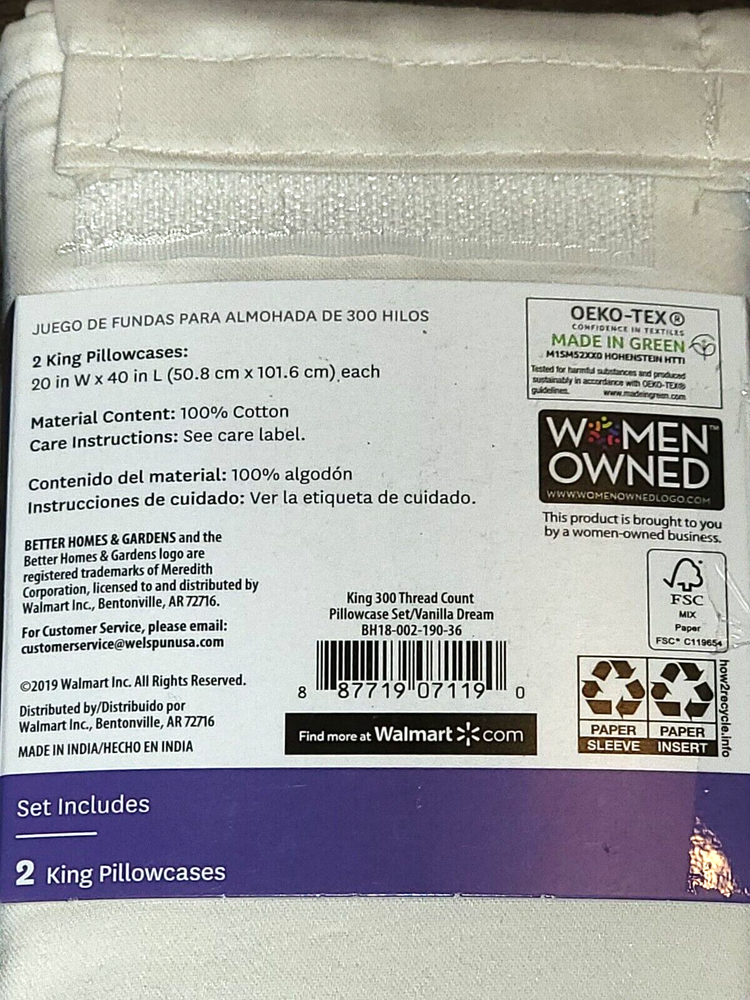 JUEGO DE FUNDAS PARA ALMOHADA DE 300 HILOS
2 King Pillowcases:
20 in W x 40 in L (50.8 cm x 101.6 cm) each
Material Content: 100% Cotton
Care Instructions: See care label.
Contenido del material: 100% algodón
Instrucciones de cuidado: Ver la etiqueta de cuidado.
BETTER HOMES & GARDENS and the
Better Homes & Gardens logo are
registered trademarks of Meredith
Corporation, licensed to and distributed by
Walmart Inc., Bentonville, AR 72716.
For Customer Service, please email:
customerservice@welspunusa.com
©2019 Walmart Inc. All Rights Reserved.
Distributed by/Distribuido por
Walmart Inc., Bentonville, AR 72716
MADE IN INDIA/HECHO EN INDIA
King 300 Thread Count
Pillowcase Set/Vanilla Dream
BH18-002-190-36
8 87719 07119 0
Find more at Walmart.com
OEKO-TEX®
CONFIDENCE IN TEXTILES
MADE IN GREEN
M1SM52XX0 HOHENSTEIN HTTI
Tested for harmful substances and produced
sustainably in accordance with OEKO-TEX®
guidelines. www.madeingreen.com
WOMEN™
OWNED
WWW.WOMENOWNEDLOGO.COM
This product is brought to you
by a women-owned business.
FSC
MIX
Paper
FSC® C119654
PAPER PAPER
SLEEVE INSERT
how2recycle.info
Set Includes
2 King Pillowcases